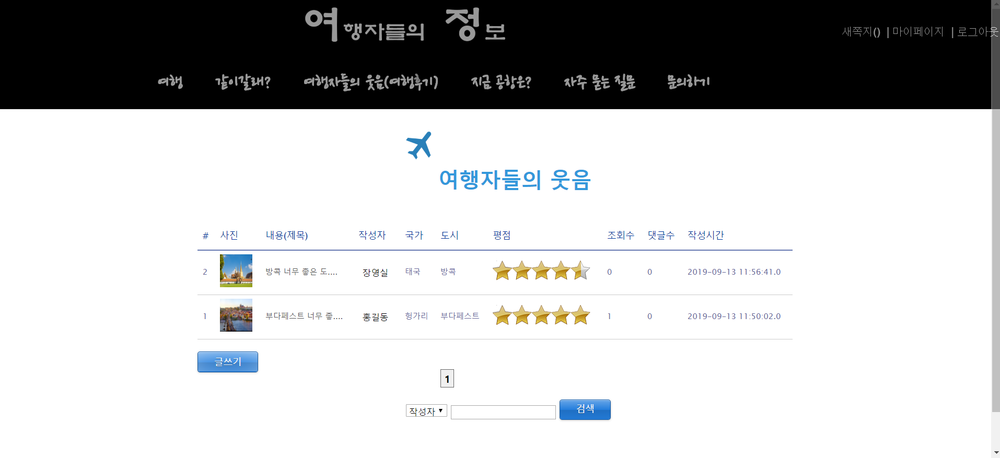 여행자들의 정보
새쪽지() | 마이페이지 | 로그아웃
여행 같이갈래? 여행자들의 웃음(여행후기) 지금 공항은? 자주 묻는 질문 문의하기
여행자들의 웃음
# 사진 내용(제목) 작성자 국가 도시 평점 조회수 댓글수 작성시간
2 방콕 너무 좋은 도.... 장영실 태국 방콕 0 0 2019-09-13 11:56:41.0
1 부다페스트 너무 좋.... 홍길동 헝가리 부다페스트 1 0 2019-09-13 11:50:02.0
글쓰기
1
작성자 검색